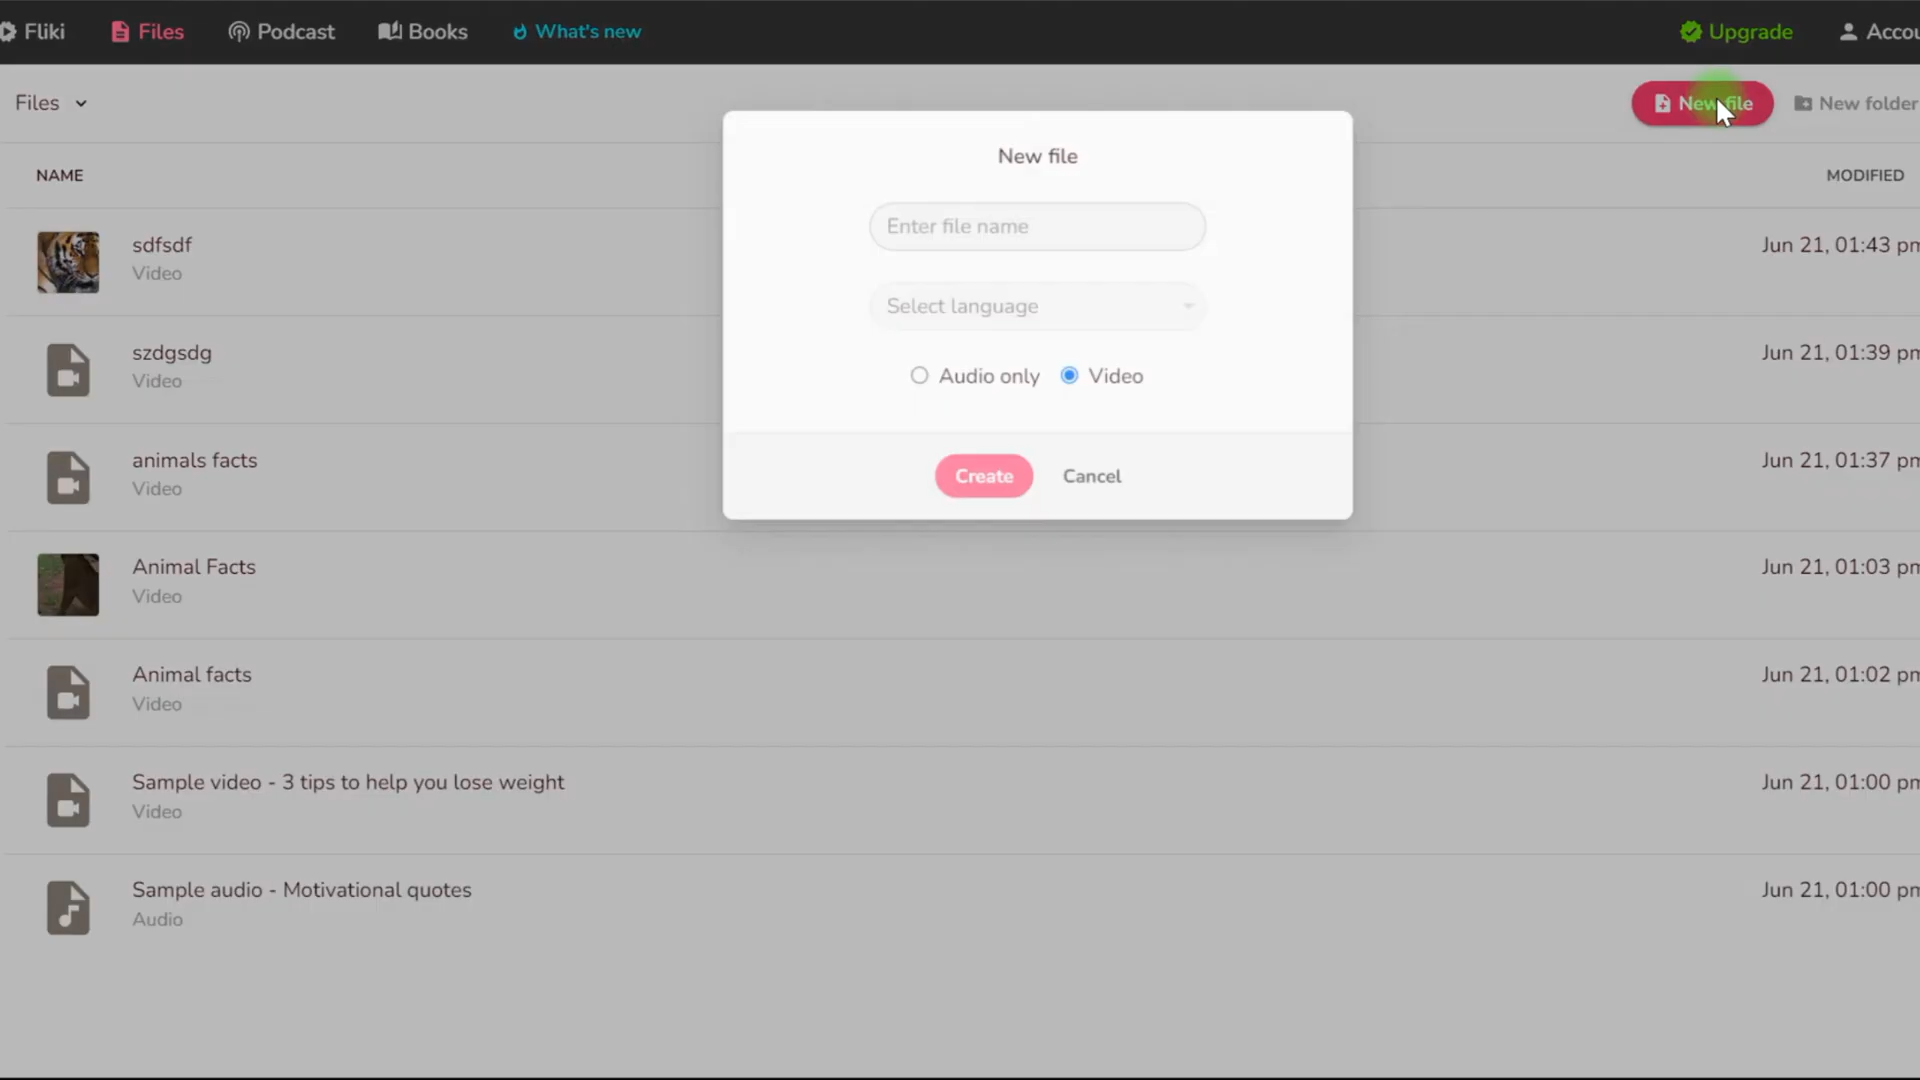 Fliki Files Podcast Books What's new Upgrade Accou
Files New file New folder
New file
NAME MODIFIED
Enter file name
sdfsdf Jun 21, 01:43 pm
Video
Select language
szdgsdg Jun 21, 01:39 pm
Video
Audio only Video
animals facts Jun 21, 01:37 pm
Video
Create Cancel
Animal Facts Jun 21, 01:03 pm
Video
Animal facts Jun 21, 01:02 pm
Video
Sample video - 3 tips to help you lose weight Jun 21, 01:00 pm
Video
Sample audio - Motivational quotes Jun 21, 01:00 pm
Audio